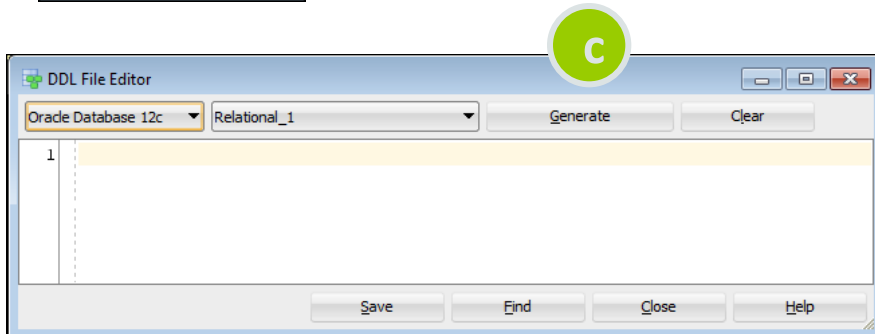 c
DDL File Editor
Oracle Database 12c Relational_1 Generate Clear
1
Save Find Close Help